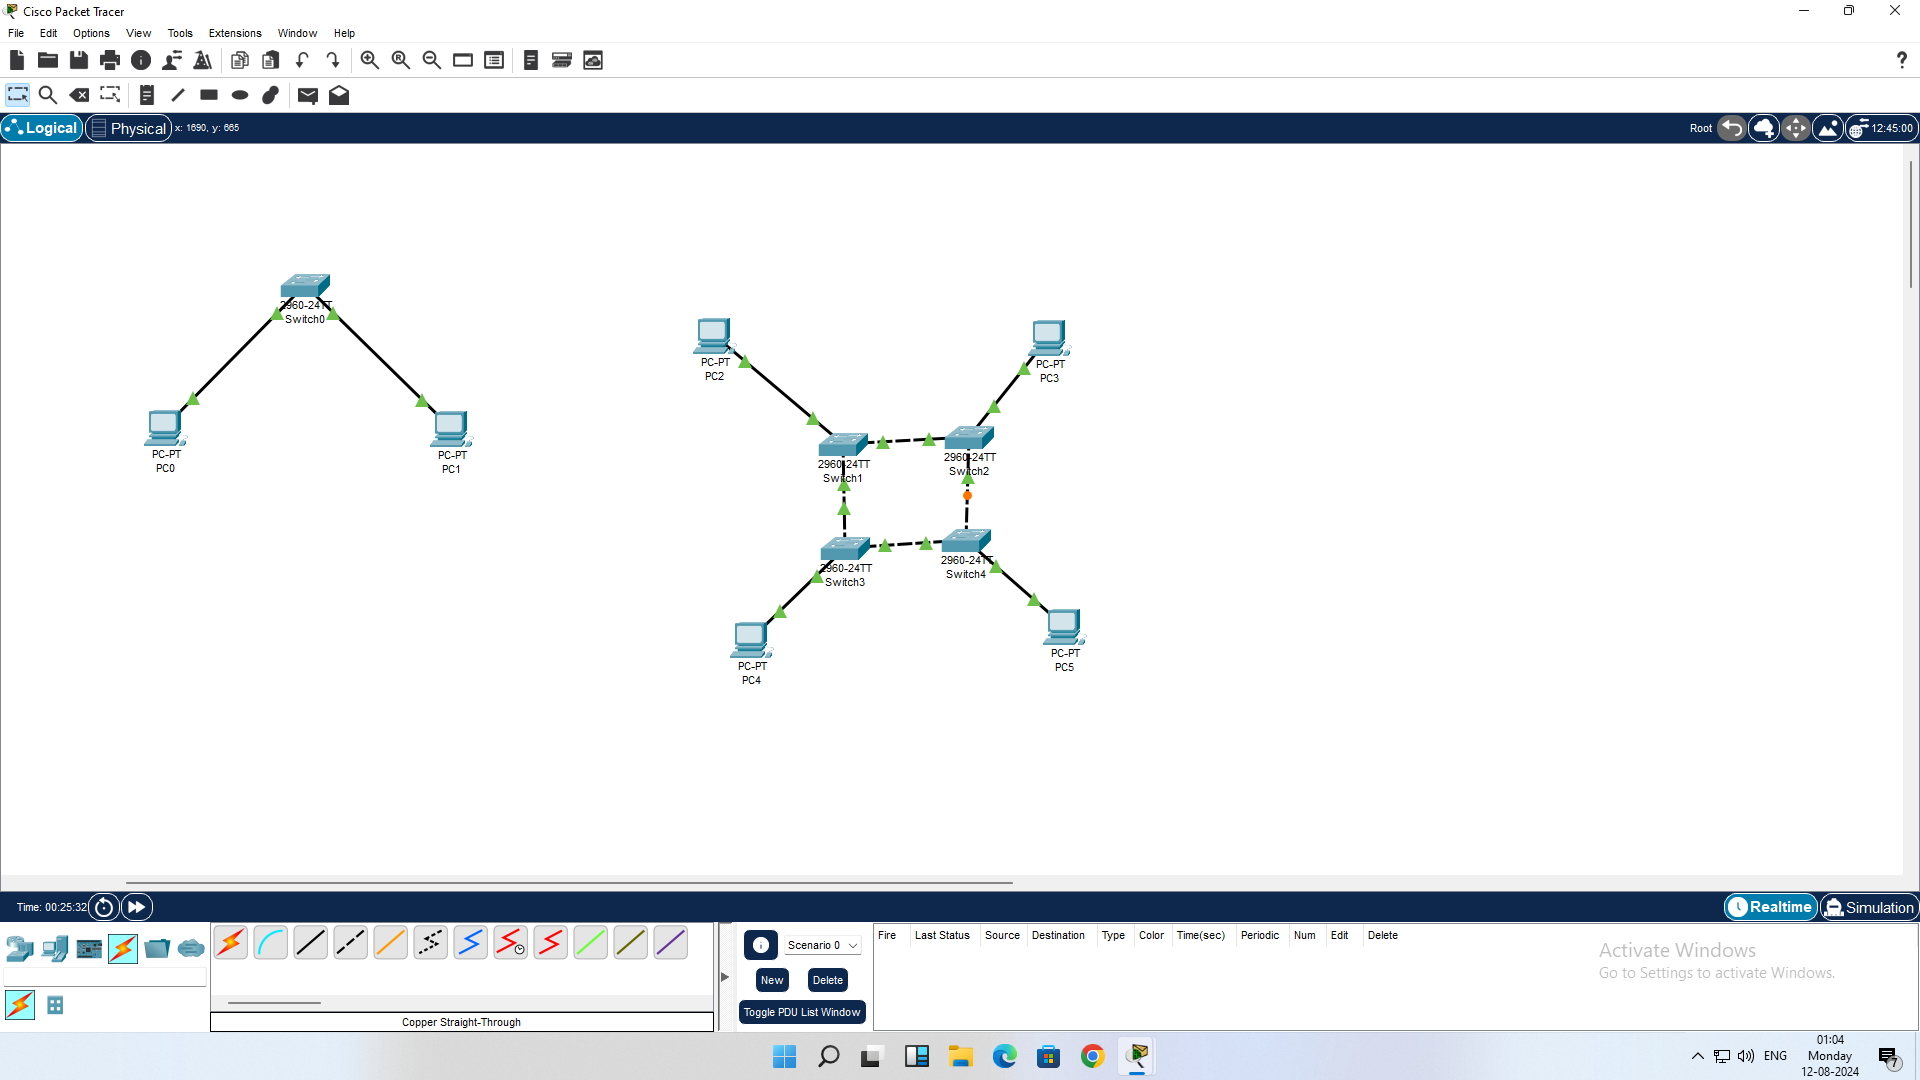 Cisco Packet Tracer
File Edit Options View Tools Extensions Window Help
Logical Physical x: 1690, y: 665 Root 12:45:00
2960-24TT
Switch0
PC-PT
PC0
PC-PT
PC1
PC-PT
PC2
PC-PT
PC3
2960-24TT
Switch1
2960-24TT
Switch2
2960-24TT
Switch3
2960-24TT
Switch4
PC-PT
PC4
PC-PT
PC5
Time: 00:25:32 Realtime Simulation
Scenario 0
New Delete
Toggle PDU List Window
Fire Last Status Source Destination Type Color Time(sec) Periodic Num Edit Delete
Copper Straight-Through
Activate Windows
Go to Settings to activate Windows.
ENG
01:04
Monday
12-08-2024
7